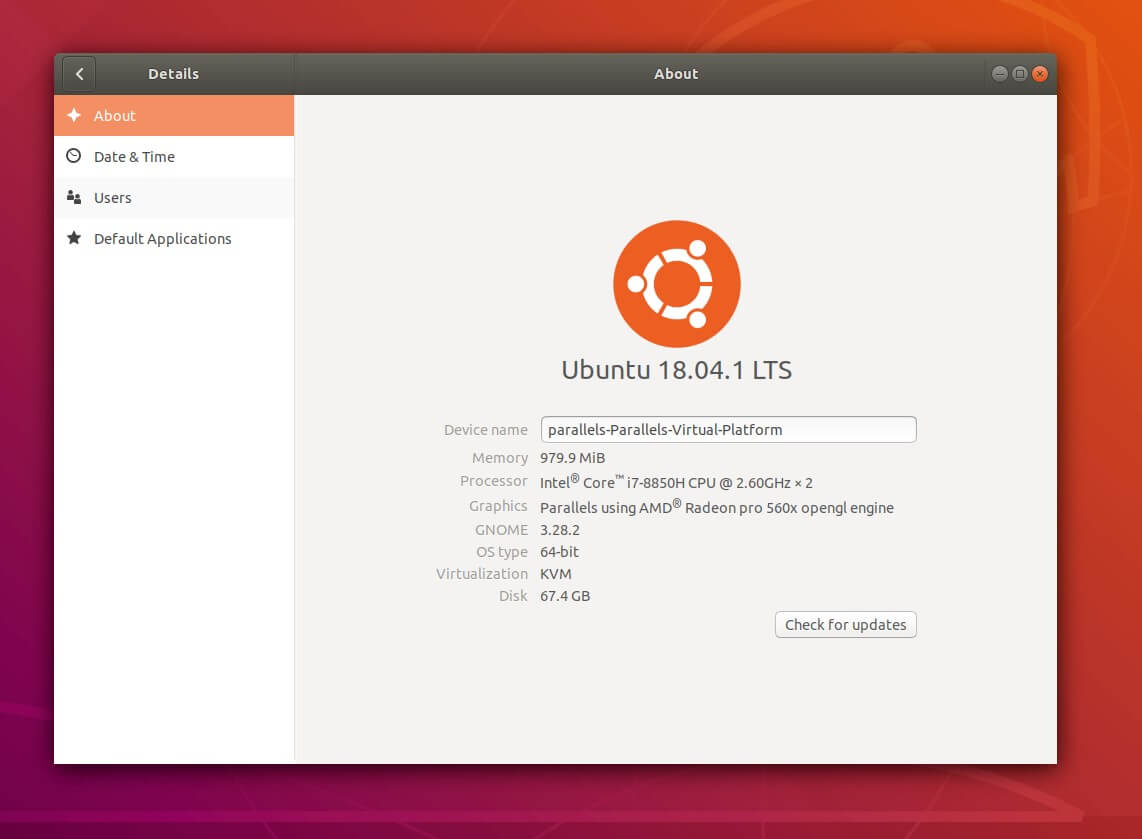 Details
About
About
Date & Time
Users
Default Applications
Ubuntu 18.04.1 LTS
Device name parallels-Parallels-Virtual-Platform
Memory 979.9 MiB
Processor Intel® Core™ i7-8850H CPU @ 2.60GHz × 2
Graphics Parallels using AMD® Radeon pro 560x opengl engine
GNOME 3.28.2
OS type 64-bit
Virtualization KVM
Disk 67.4 GB
Check for updates